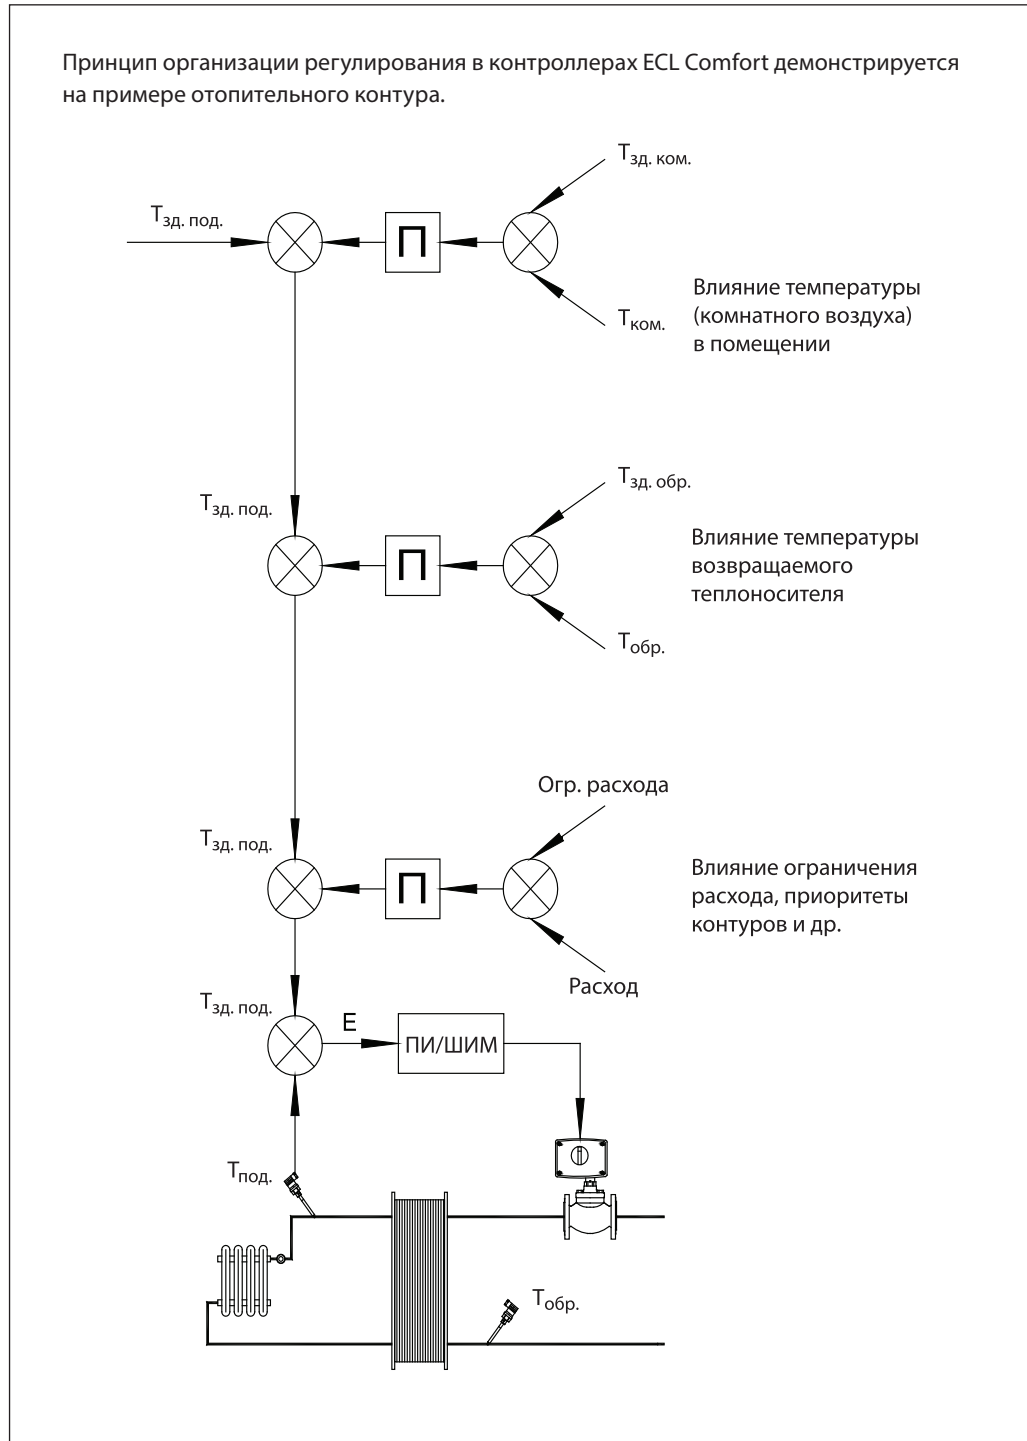 Принцип организации регулирования в контроллерах ECL Comfort демонстрируется
на примере отопительного контура.
Tзд. ком.
Tзд. под.
П
Tком.
Влияние температуры
(комнатного воздуха)
в помещении
Tзд. обр.
Tзд. под.
П
Tобр.
Влияние температуры
возвращаемого
теплоносителя
Огр. расхода
Tзд. под.
П
Расход
Влияние ограничения
расхода, приоритеты
контуров и др.
Tзд. под.
E
ПИ/ШИМ
Tпод.
Tобр.